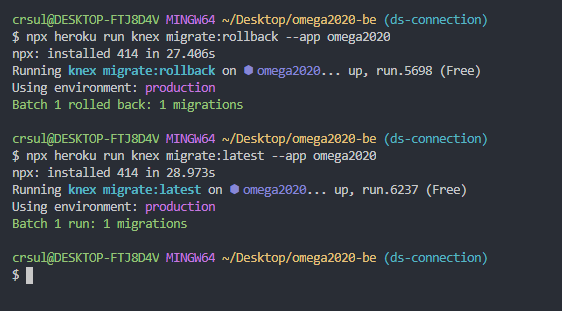 crsul@DESKTOP-FTJ8D4V MINGW64 ~/Desktop/omega2020-be (ds-connection)
$ npx heroku run knex migrate:rollback --app omega2020
npx: installed 414 in 27.406s
Running knex migrate:rollback on ⬢ omega2020... up, run.5698 (Free)
Using environment: production
Batch 1 rolled back: 1 migrations
crsul@DESKTOP-FTJ8D4V MINGW64 ~/Desktop/omega2020-be (ds-connection)
$ npx heroku run knex migrate:latest --app omega2020
npx: installed 414 in 28.973s
Running knex migrate:latest on ⬢ omega2020... up, run.6237 (Free)
Using environment: production
Batch 1 run: 1 migrations
crsul@DESKTOP-FTJ8D4V MINGW64 ~/Desktop/omega2020-be (ds-connection)
$